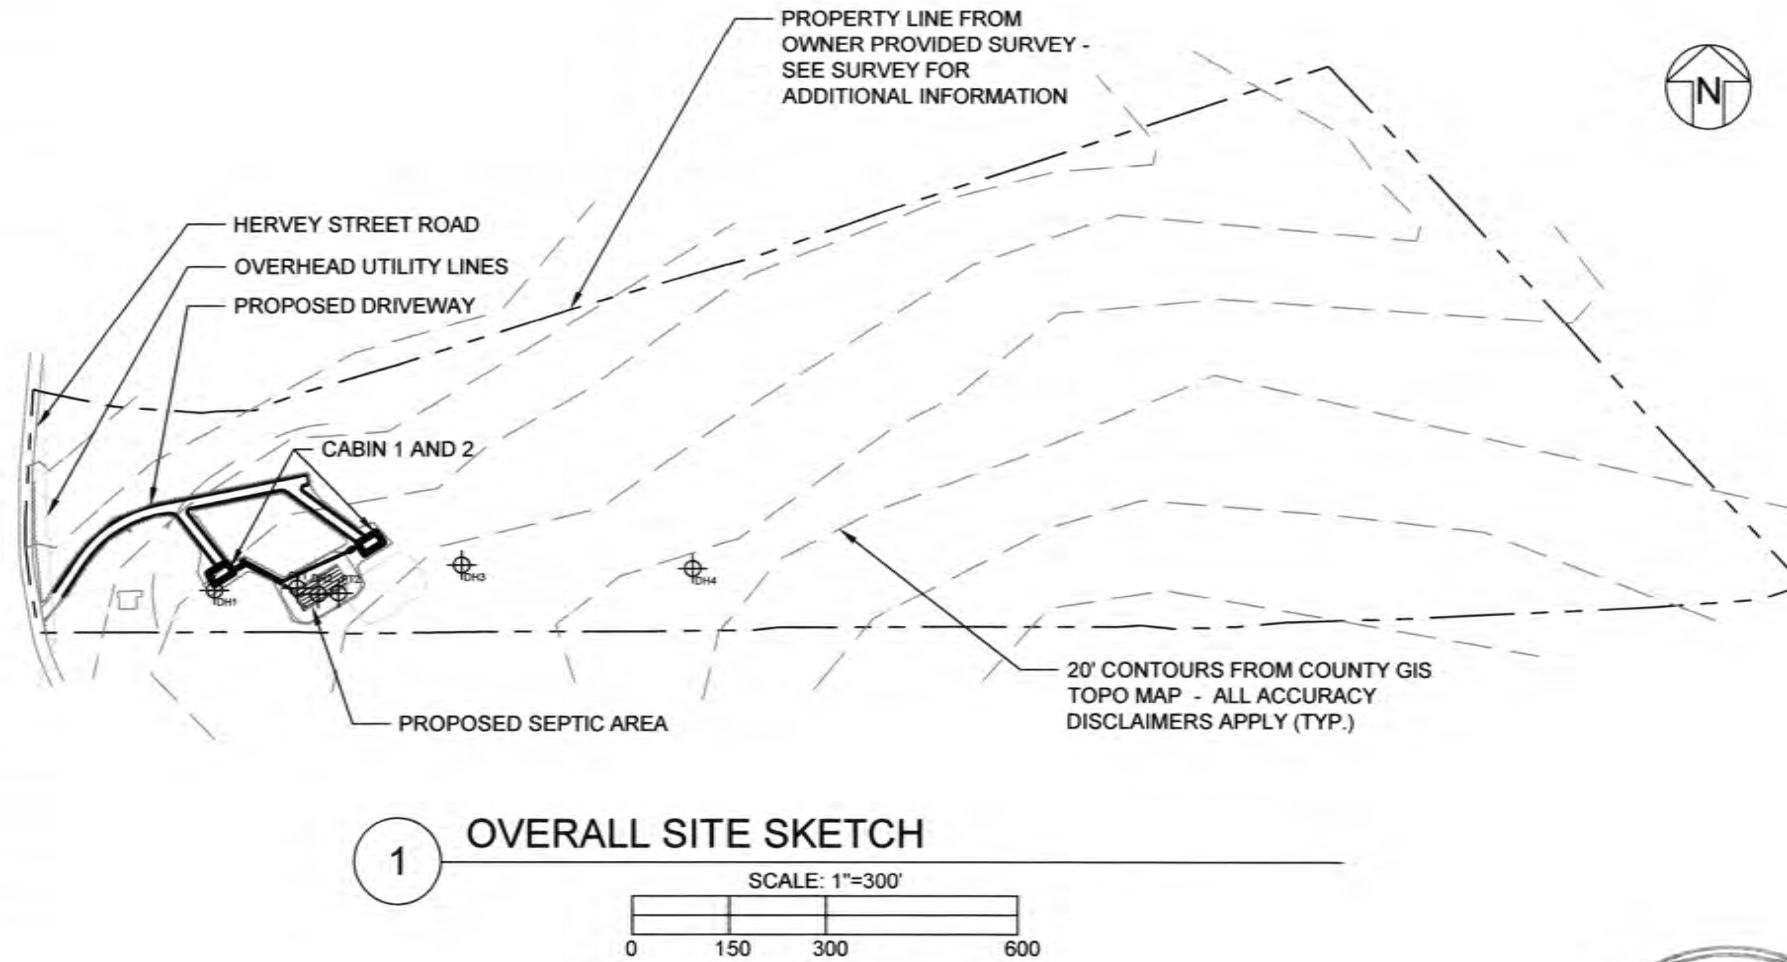 PROPERTY LINE FROM
OWNER PROVIDED SURVEY -
SEE SURVEY FOR
ADDITIONAL INFORMATION
N
HERVEY STREET ROAD
OVERHEAD UTILITY LINES
PROPOSED DRIVEWAY
CABIN 1 AND 2
DH3
DH4
DH1
20' CONTOURS FROM COUNTY GIS
TOPO MAP - ALL ACCURACY
DISCLAIMERS APPLY (TYP.)
PROPOSED SEPTIC AREA
1
OVERALL SITE SKETCH
SCALE: 1"=300'
0 150 300 600